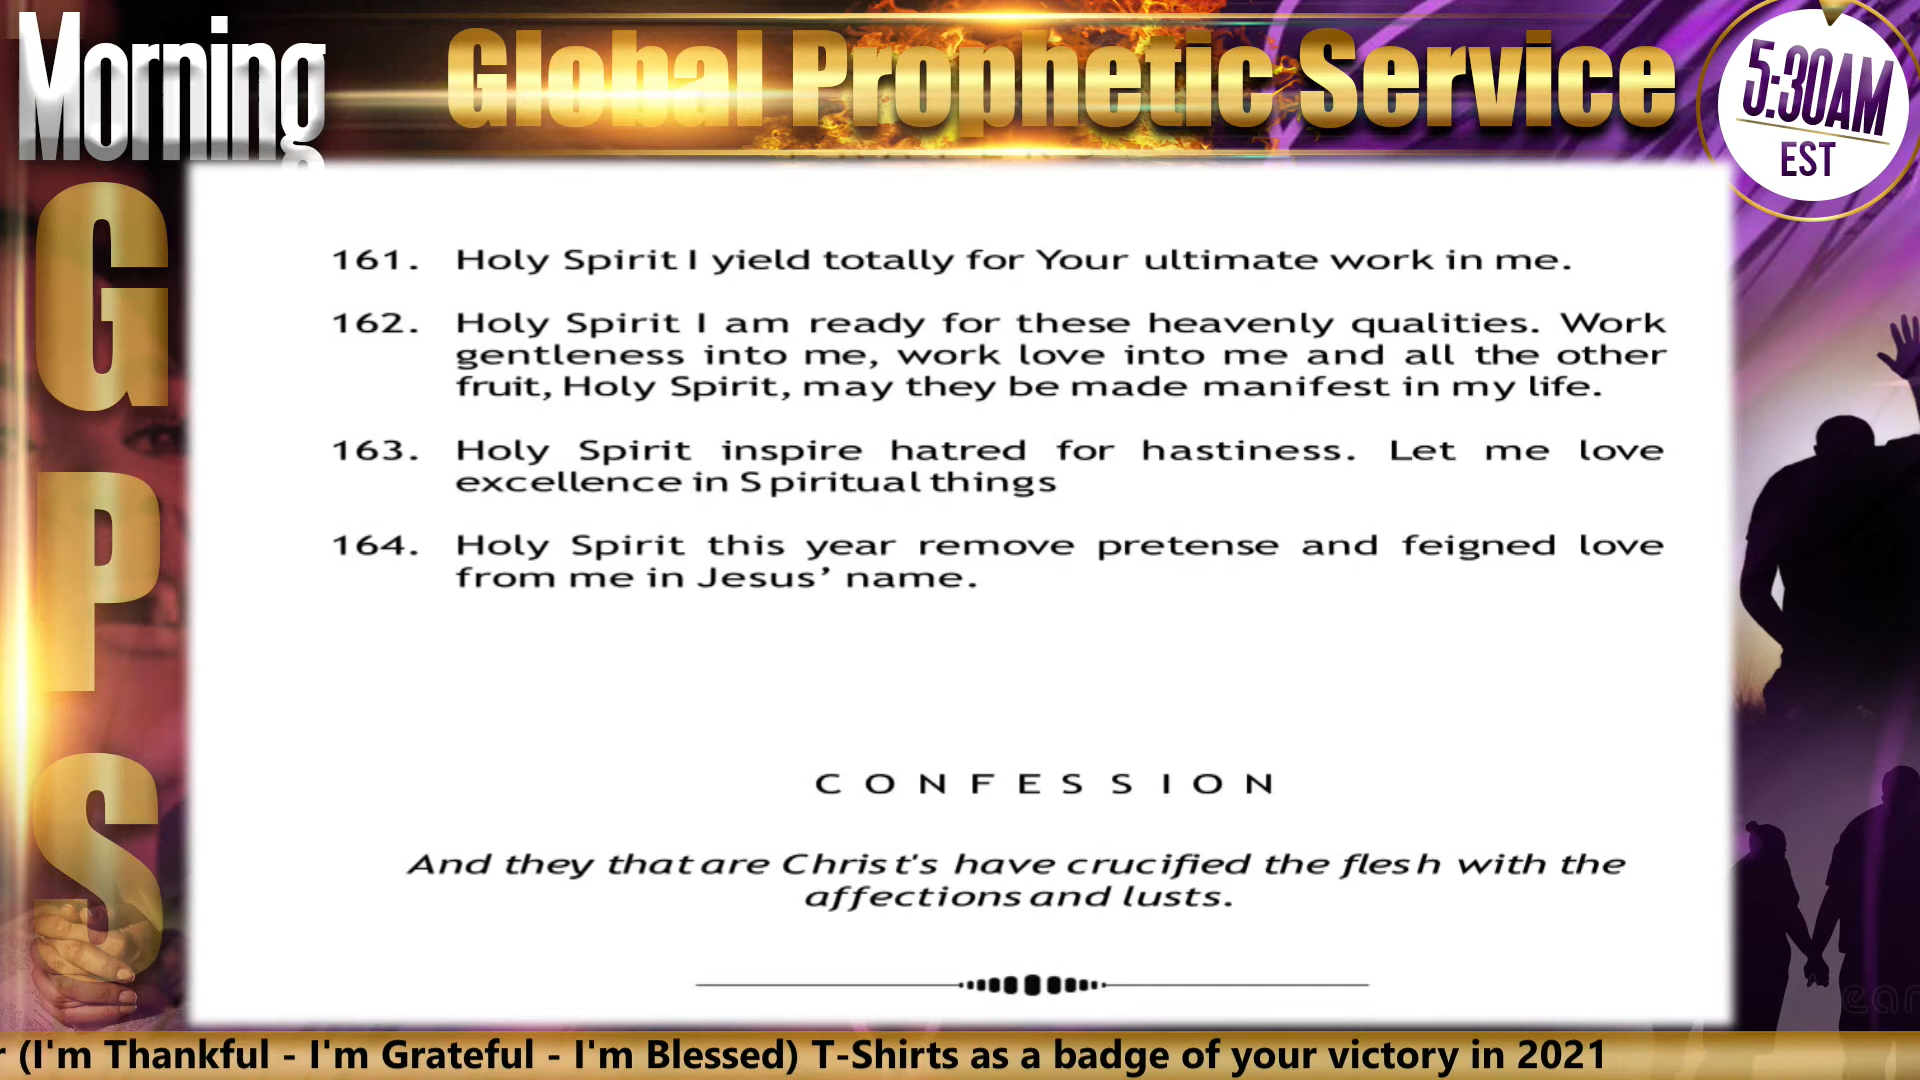 Morning
Global Prophetic Service
5:30AM
EST
G
P
S
161. Holy Spirit I yield totally for Your ultimate work in me.
162. Holy Spirit I am ready for these heavenly qualities. Work
gentleness into me, work love into me and all the other
fruit, Holy Spirit, may they be made manifest in my life.
163. Holy Spirit inspire hatred for hastiness. Let me love
excellence in Spiritual things
164. Holy Spirit this year remove pretense and feigned love
from me in Jesus’ name.
CONFESSION
And they that are Christ's have crucified the flesh with the
affections and lusts.
(I'm Thankful - I'm Grateful - I'm Blessed) T-Shirts as a badge of your victory in 2021